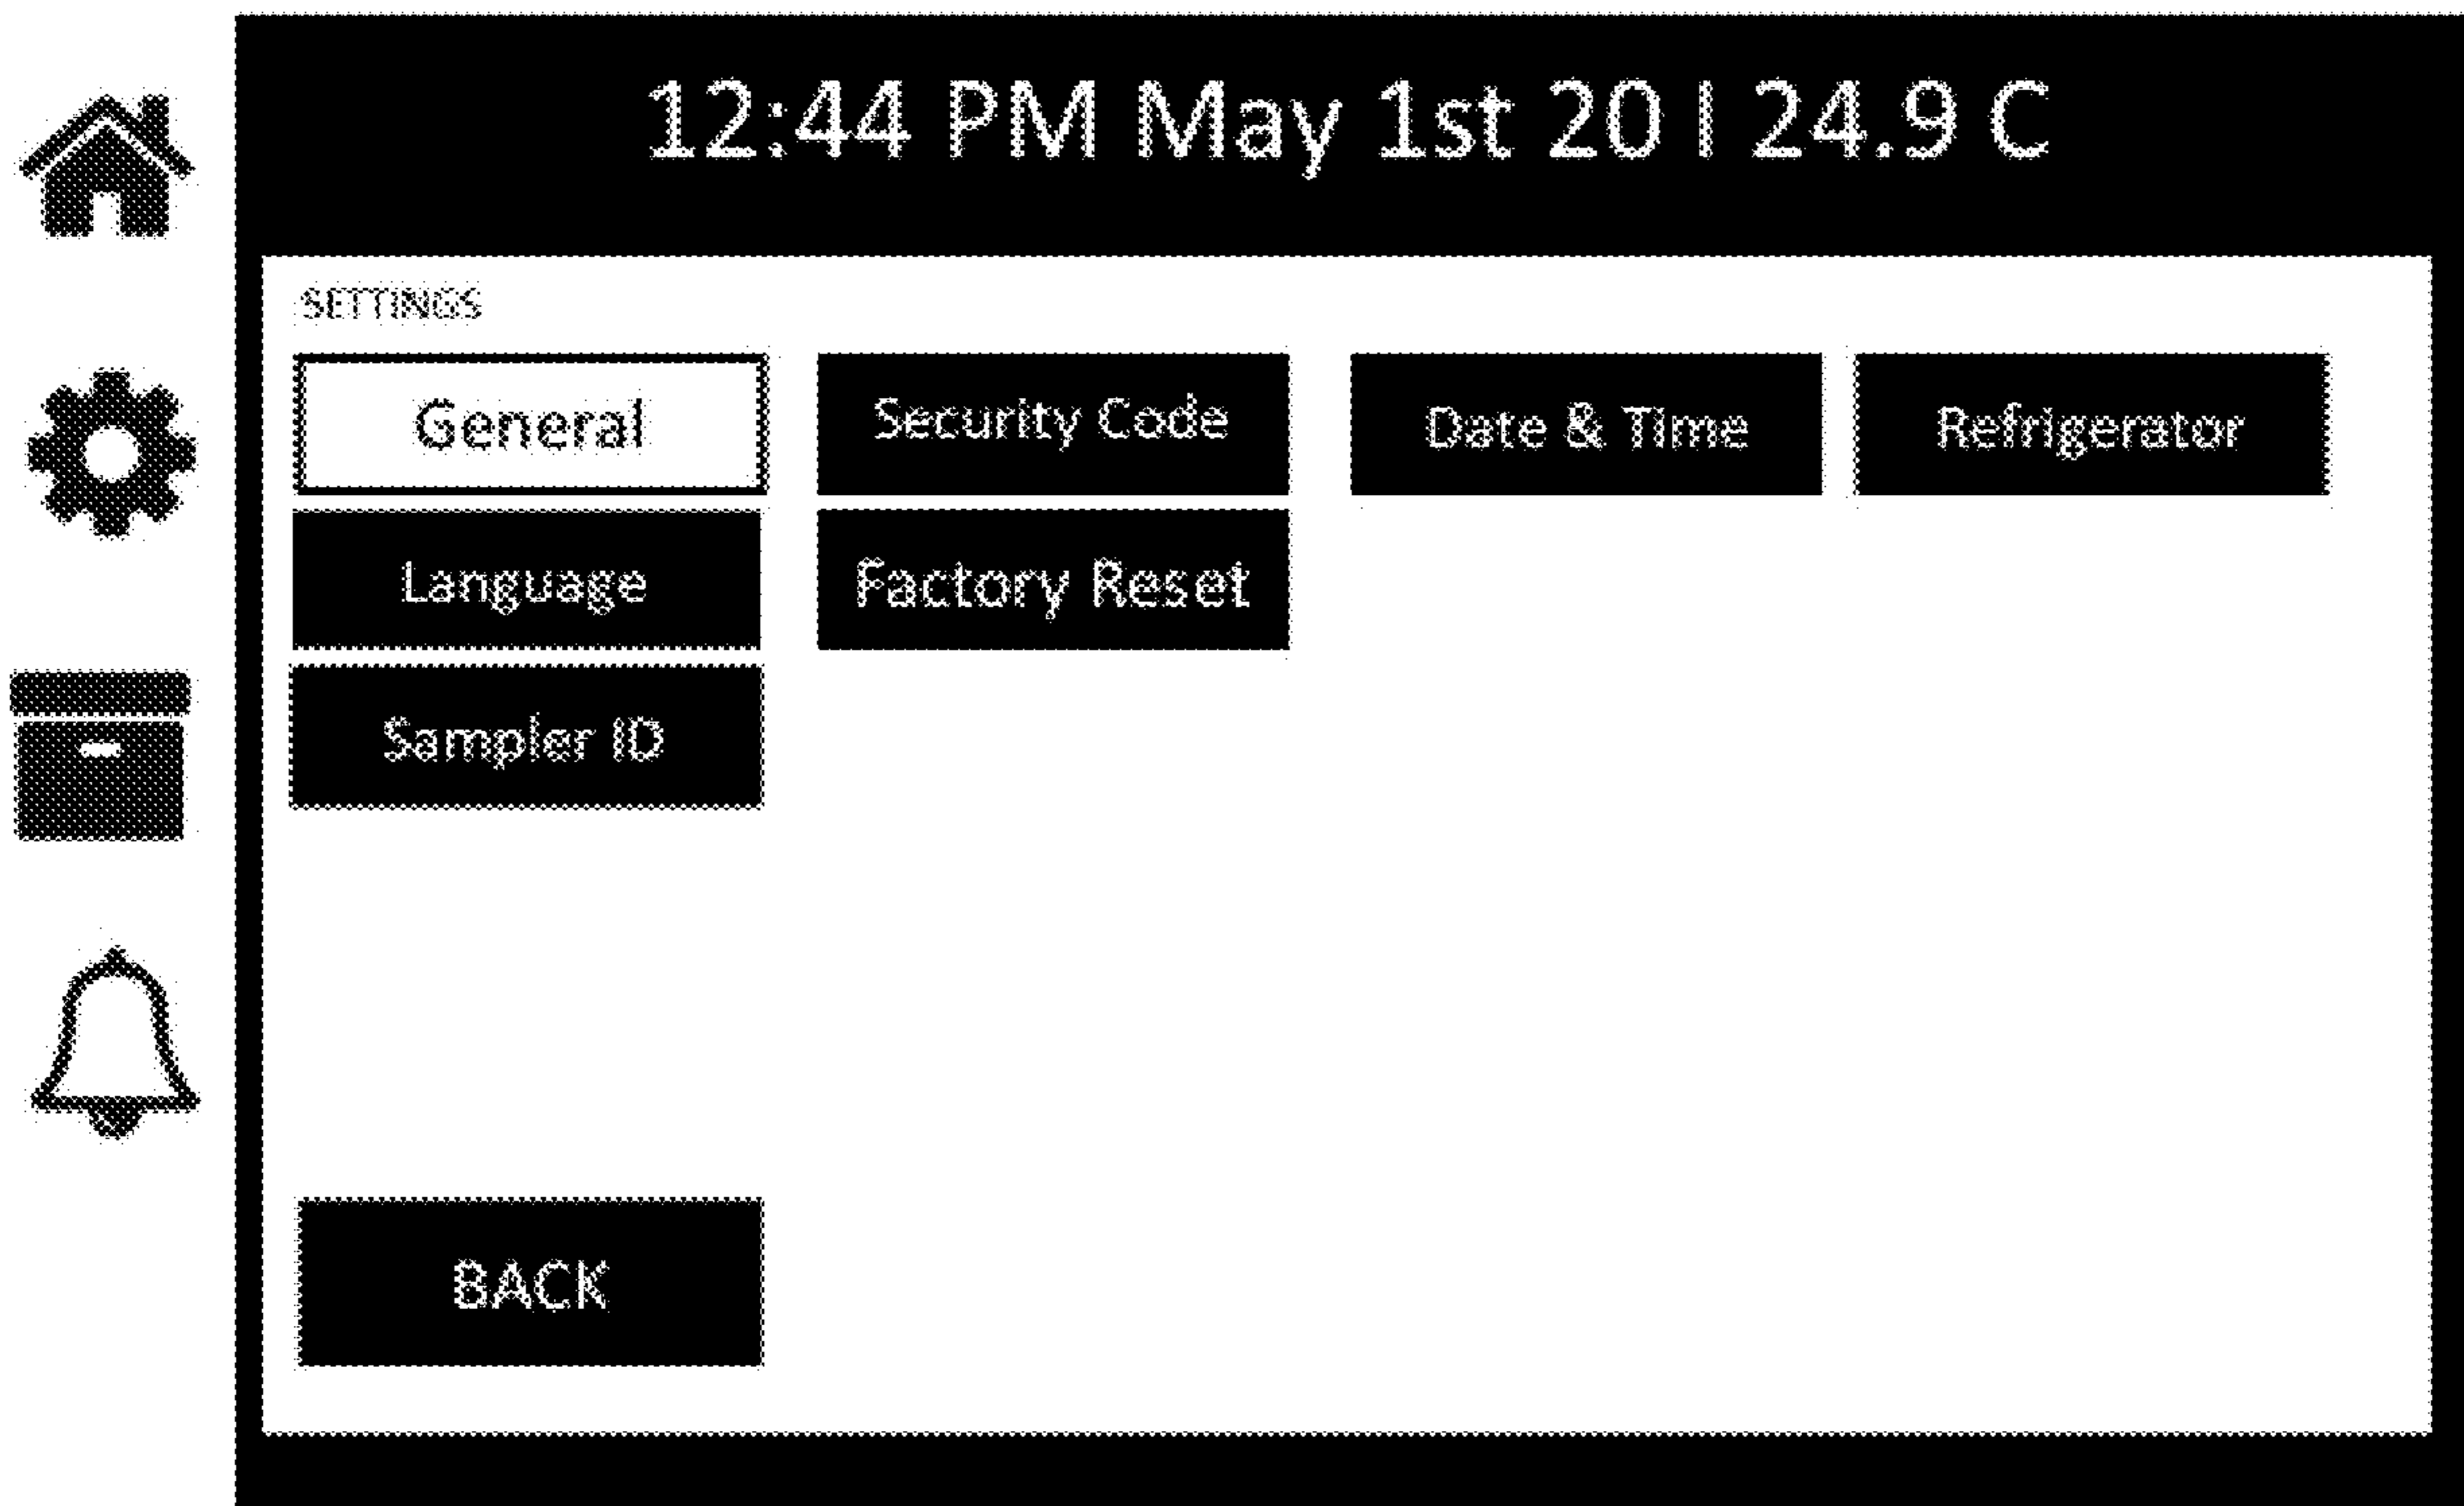 12:44 PM May 1st 20 | 24.9 C
SETTINGS
General Security Code Date & Time Refrigerator
Language Factory Reset
Sampler ID
BACK